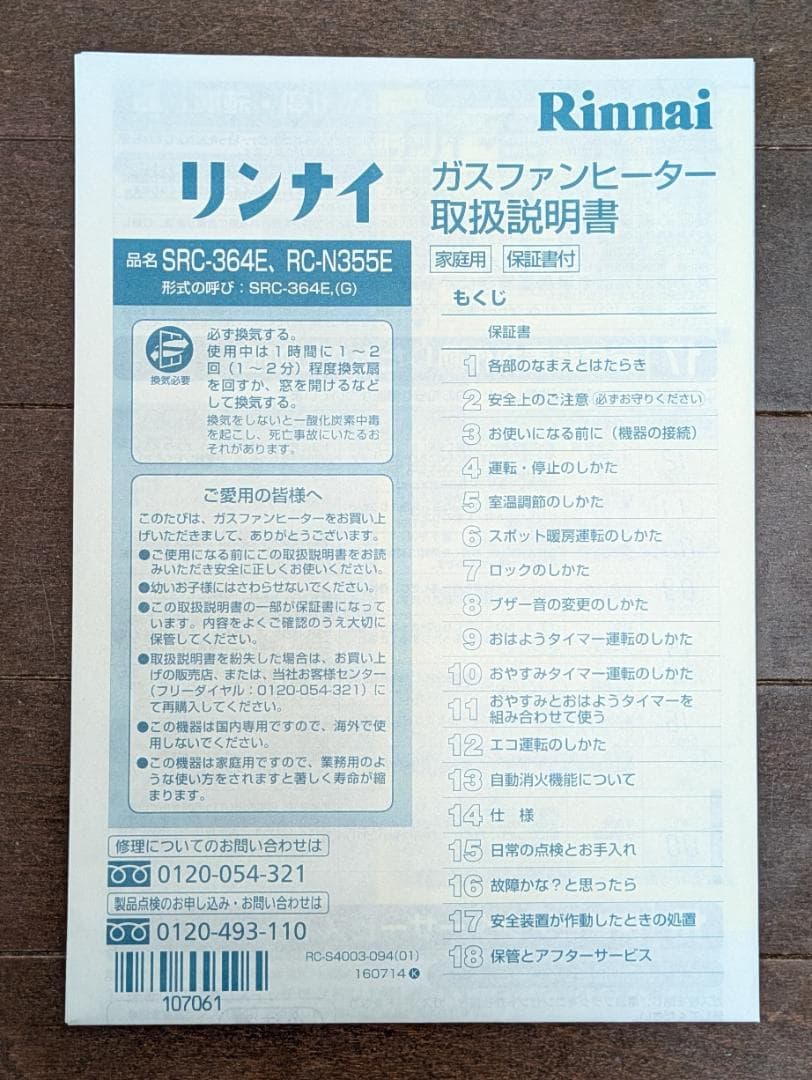 Rinnai
リンナイ
ガスファンヒーター
取扱説明書
家庭用 保証書付
品名 SRC-364E、RC-N355E
形式の呼び：SRC-364E,(G)
換気必要
必ず換気する。
使用中は１時間に１〜２
回（１〜２分）程度換気扇
を回すか、窓を開けるなど
して換気する。
換気をしないと一酸化炭素中毒
を起こし、死亡事故にいたるお
それがあります。
ご愛用の皆様へ
このたびは、ガスファンヒーターをお買い上
げいただきまして、ありがとうございます。
●ご使用になる前にこの取扱説明書をお読
みいただき安全に正しくお使いください。
●幼いお子様にはさわらせないでください。
●この取扱説明書の一部が保証書になって
います。内容をよくご確認のうえ大切に
保管してください。
●取扱説明書を紛失した場合は、お買い上
げの販売店、または、当社お客様センター
（フリーダイヤル：0120-054-321）に
て再購入してください。
●この機器は国内専用ですので、海外で使
用しないでください。
●この機器は家庭用ですので、業務用のよ
うな使い方をされますと著しく寿命が縮
まります。
修理についてのお問い合わせは
0120-054-321
製品点検のお申し込み・お問い合わせは
0120-493-110
107061
RC-S4003-094(01)
160714 K
もくじ
保証書
1 各部のなまえとはたらき
2 安全上のご注意 必ずお守りください
3 お使いになる前に（機器の接続）
4 運転・停止のしかた
5 室温調節のしかた
6 スポット暖房運転のしかた
7 ロックのしかた
8 ブザー音の変更のしかた
9 おはようタイマー運転のしかた
10 おやすみタイマー運転のしかた
11 おやすみとおはようタイマーを
組み合わせて使う
12 エコ運転のしかた
13 自動消火機能について
14 仕 様
15 日常の点検とお手入れ
16 故障かな？と思ったら
17 安全装置が作動したときの処置
18 保管とアフターサービス